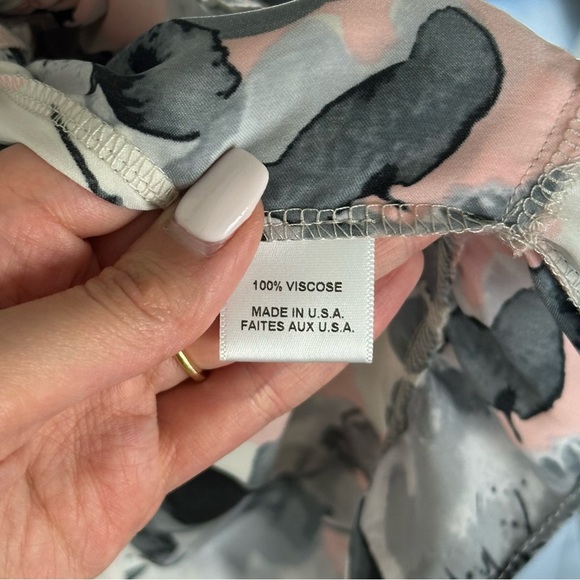 100% VISCOSE
MADE IN U.S.A.
FAITES AUX U.S.A.